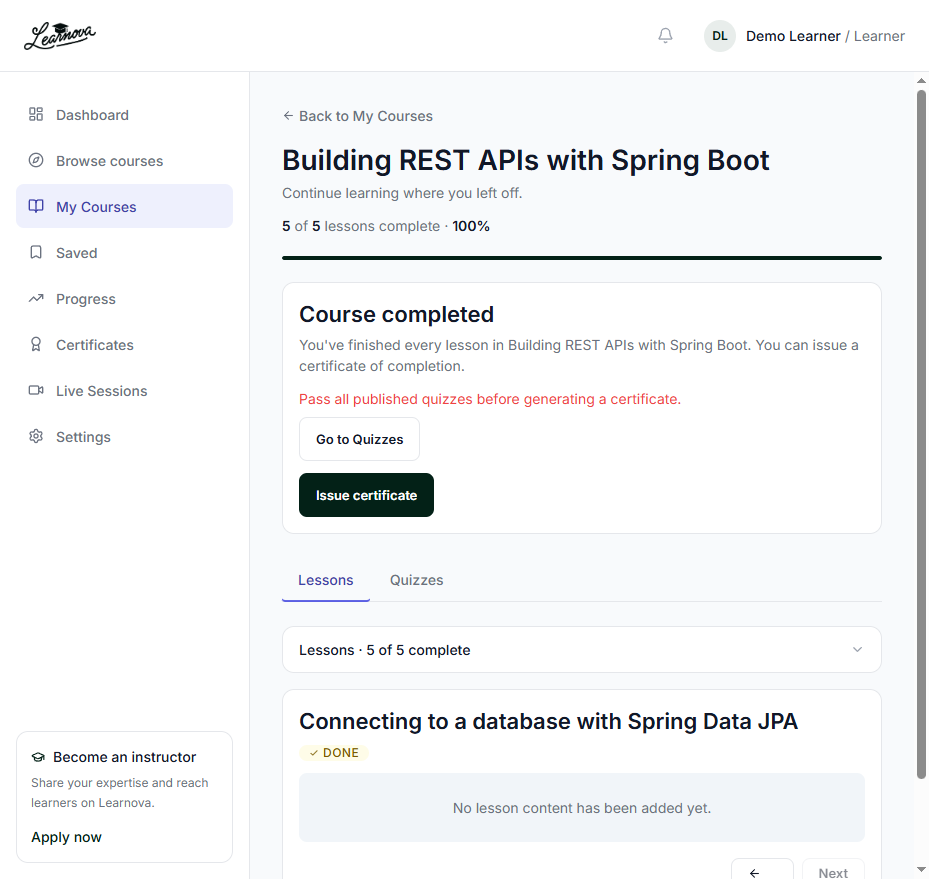 Learnova
DL
Demo Learner / Learner
Dashboard
Browse courses
My Courses
Saved
Progress
Certificates
Live Sessions
Settings
Become an instructor
Share your expertise and reach
learners on Learnova.
Apply now
← Back to My Courses
Building REST APIs with Spring Boot
Continue learning where you left off.
5 of 5 lessons complete · 100%
Course completed
You've finished every lesson in Building REST APIs with Spring Boot. You can issue a
certificate of completion.
Pass all published quizzes before generating a certificate.
Go to Quizzes
Issue certificate
Lessons
Quizzes
Lessons · 5 of 5 complete
Connecting to a database with Spring Data JPA
✓ DONE
No lesson content has been added yet.
←
Next